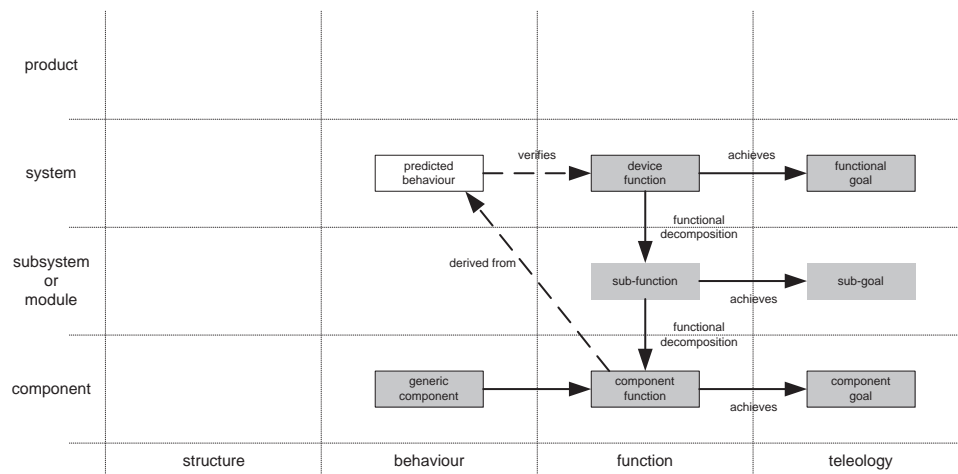 product
system
predicted
behaviour
verifies
device
function
achieves
functional
goal
functional
decomposition
subsystem
or
module
derived from
sub-function
achieves
sub-goal
functional
decomposition
component
generic
component
component
function
achieves
component
goal
structure
behaviour
function
teleology